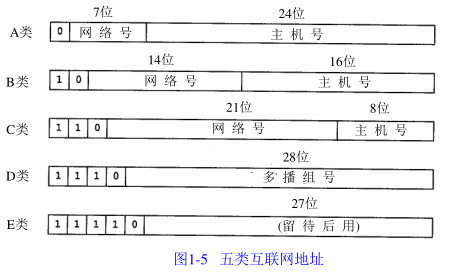 7位 24位
A类 0 网络号 主机号
14位 16位
B类 1 0 网络号 主机号
21位 8位
C类 1 1 0 网络号 主机号
28位
D类 1 1 1 0 多播组号
27位
E类 1 1 1 1 0 (留待后用)
图1-5 五类互联网地址